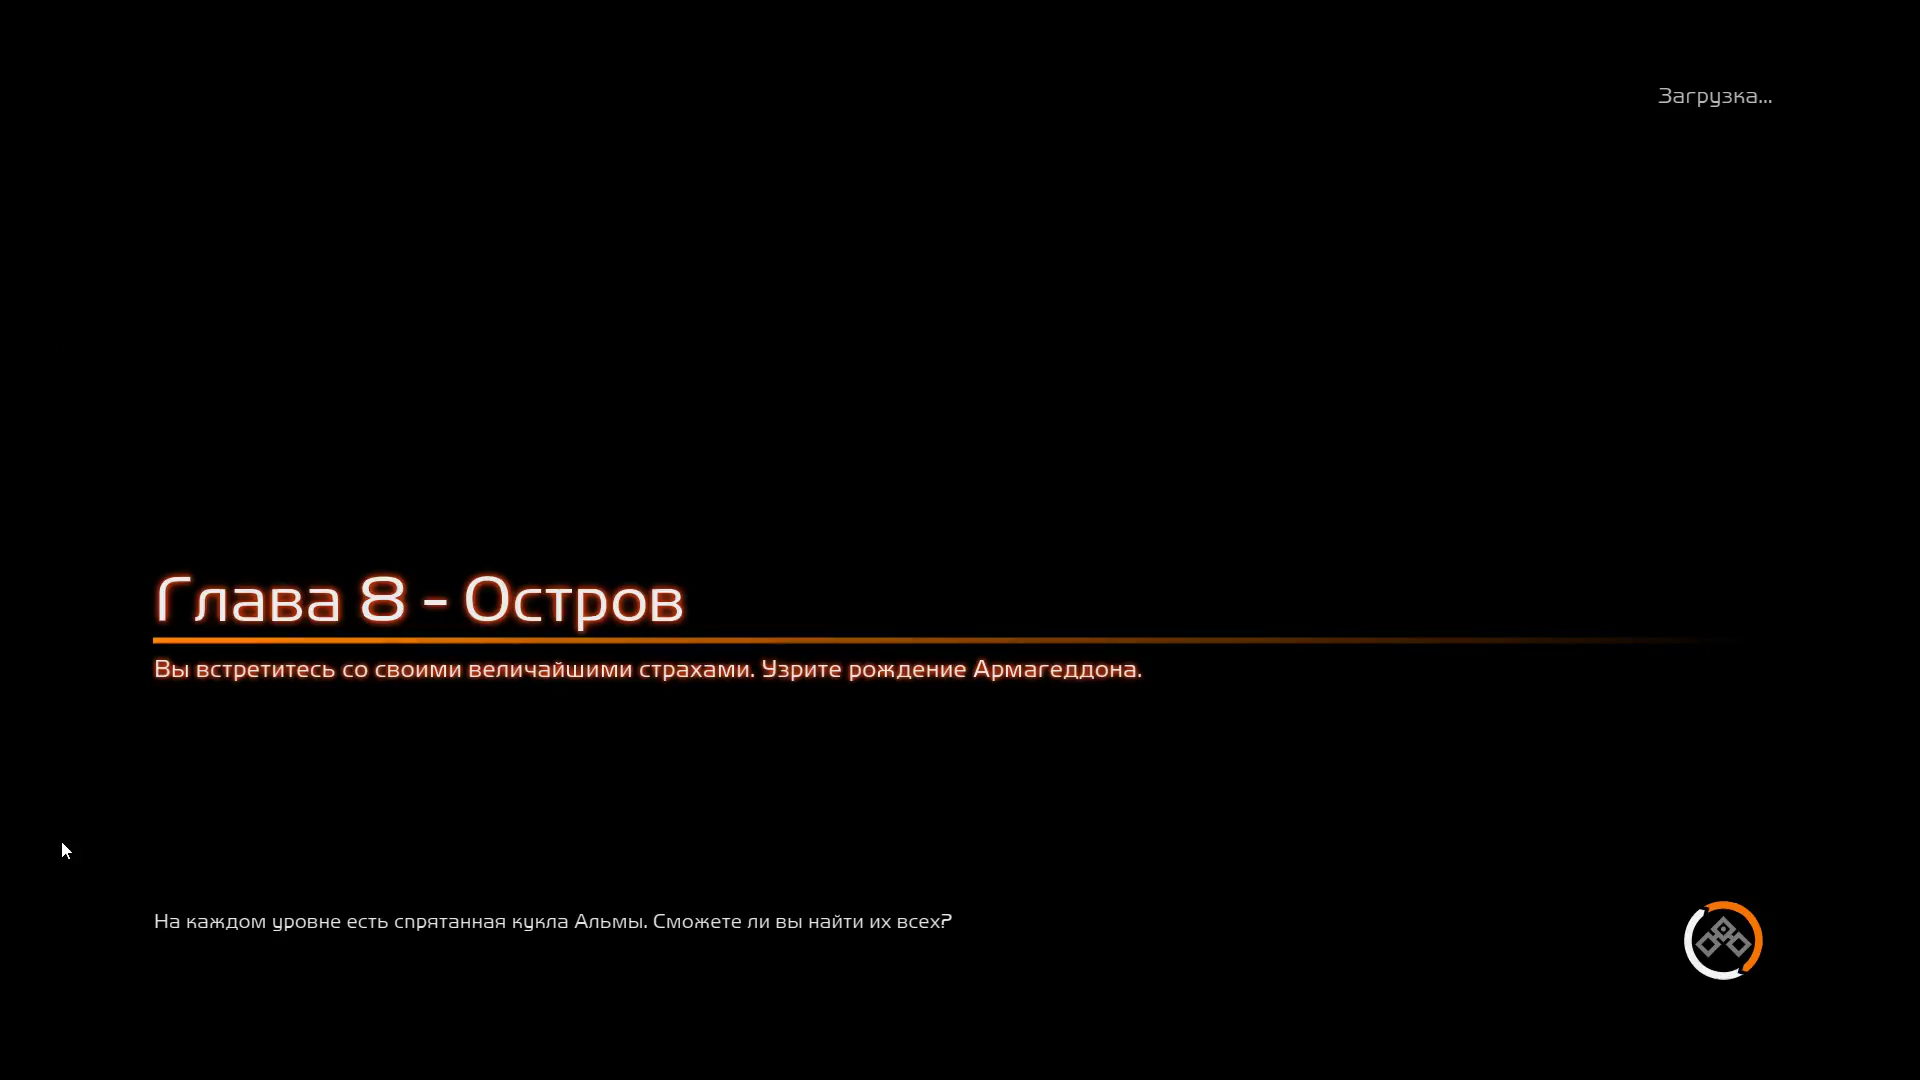 Загрузка...
Глава 8 - Остров
Вы встретитесь со своими величайшими страхами. Узрите рождение Армагеддона.
На каждом уровне есть спрятанная кукла Альмы. Сможете ли вы найти их всех?